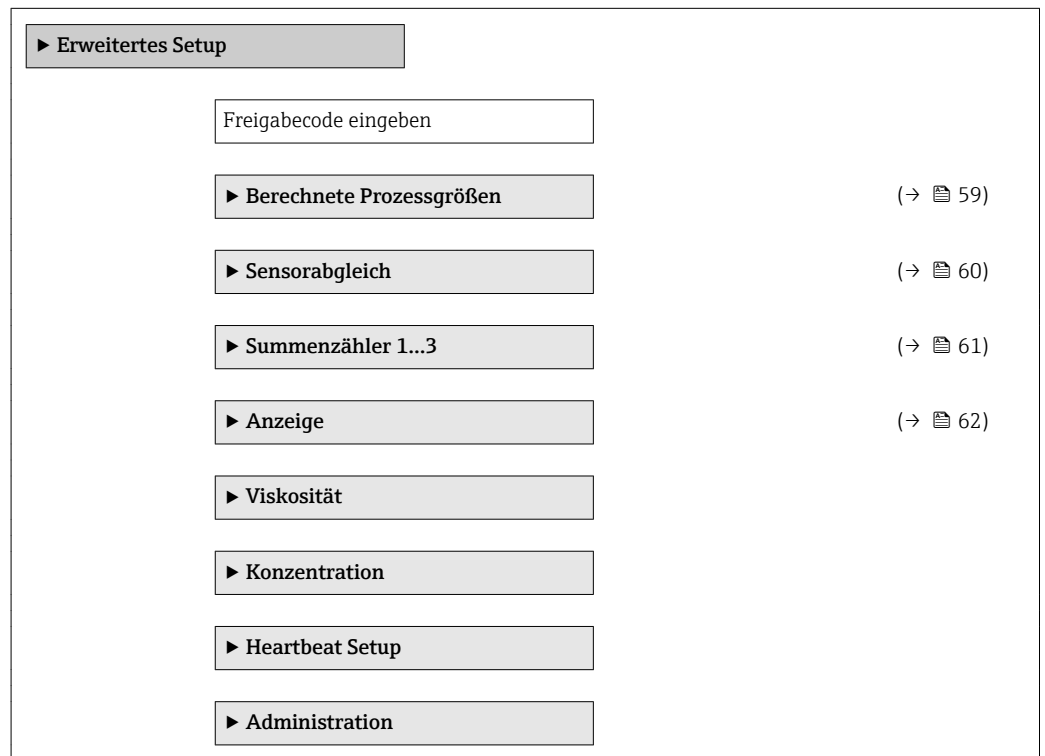 ▶ Erweitertes Setup
Freigabecode eingeben
▶ Berechnete Prozessgrößen (→ 59)
▶ Sensorabgleich (→ 60)
▶ Summenzähler 1...3 (→ 61)
▶ Anzeige (→ 62)
▶ Viskosität
▶ Konzentration
▶ Heartbeat Setup
▶ Administration